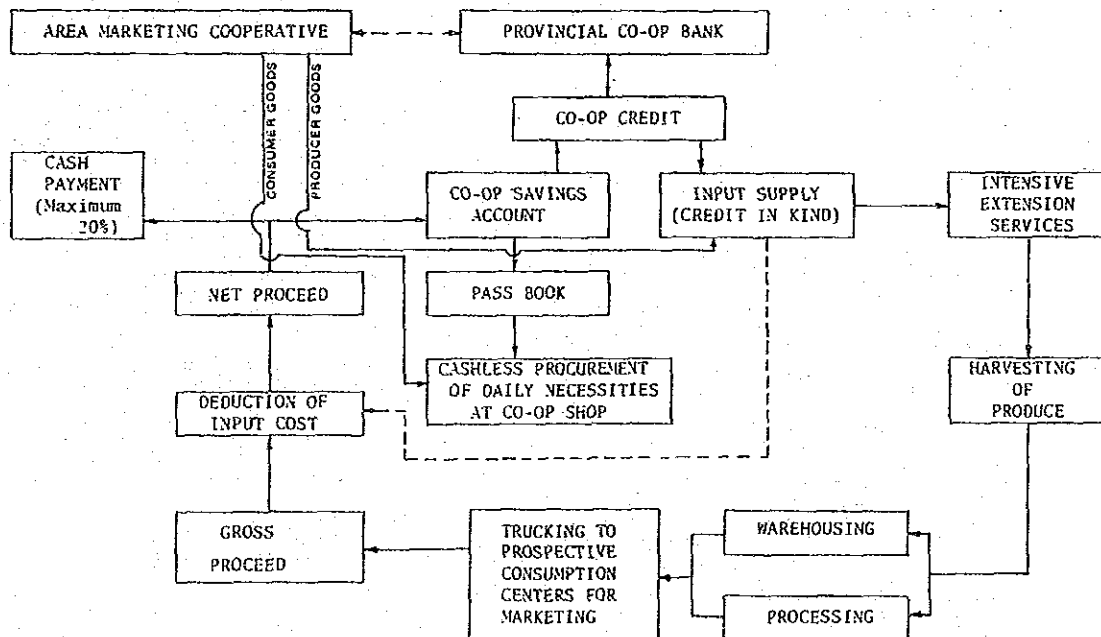 AREA MARKETING COOPERATIVE
PROVINCIAL CO-OP BANK
CONSUMER GOODS
PRODUCER GOODS
CO-OP CREDIT
CASH
PAYMENT
(Maximum
20%)
CO-OP SAVINGS
ACCOUNT
INPUT SUPPLY
(CREDIT IN KIND)
INTENSIVE
EXTENSION
SERVICES
NET PROCEED
PASS BOOK
CASHLESS PROCUREMENT
OF DAILY NECESSITIES
AT CO-OP SHOP
HARVESTING
OF
PRODUCE
DEDUCTION OF
INPUT COST
GROSS
PROCEED
TRUCKING TO
PROSPECTIVE
CONSUMPTION
CENTERS FOR
MARKETING
WAREHOUSING
PROCESSING